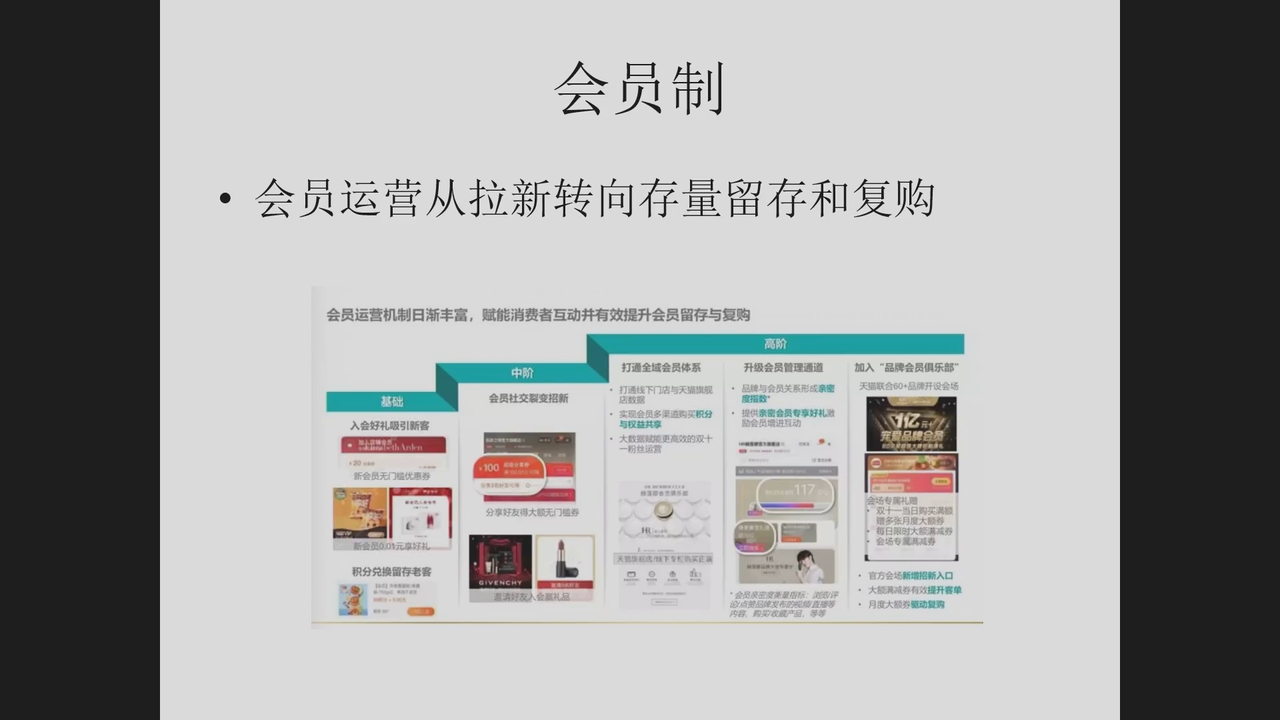 会员制
• 会员运营从拉新转向存量留存和复购
会员运营机制日渐丰富，赋能消费者互动并有效提升会员留存与复购
基础
入会好礼吸引新客
新会员无门槛优惠券
新会员0.01元享好礼
积分兑换留存老客
中阶
会员社交裂变招新
¥100
分享好友得大额无门槛券
GIVENCHY
邀请好友入会赢礼品
高阶
打通全域会员体系
• 打通线下门店与天猫旗舰
店数据
• 实现会员多渠道购买积分
与权益共享
• 大数据赋能更高效的双十
一粉丝运营
升级会员管理通道
• 品牌与会员关系形成亲密
度指数*
• 提供亲密会员专享好礼激
励会员增进互动
117
* 会员亲密度衡量指标：浏览/评
论/点赞品牌发布的视频/直播等
内容、购买/收藏产品，等等
加入“品牌会员俱乐部”
天猫联合60+品牌开设会场
1亿元+
宠爱品牌会员
会场专属礼赠
• 双十一当日购买满额
赠多张月度大额券
• 每日限时大额满减券
• 会场专属满减券
• 官方会场新增招新入口
• 大额满减券有效提升客单
• 月度大额券驱动复购